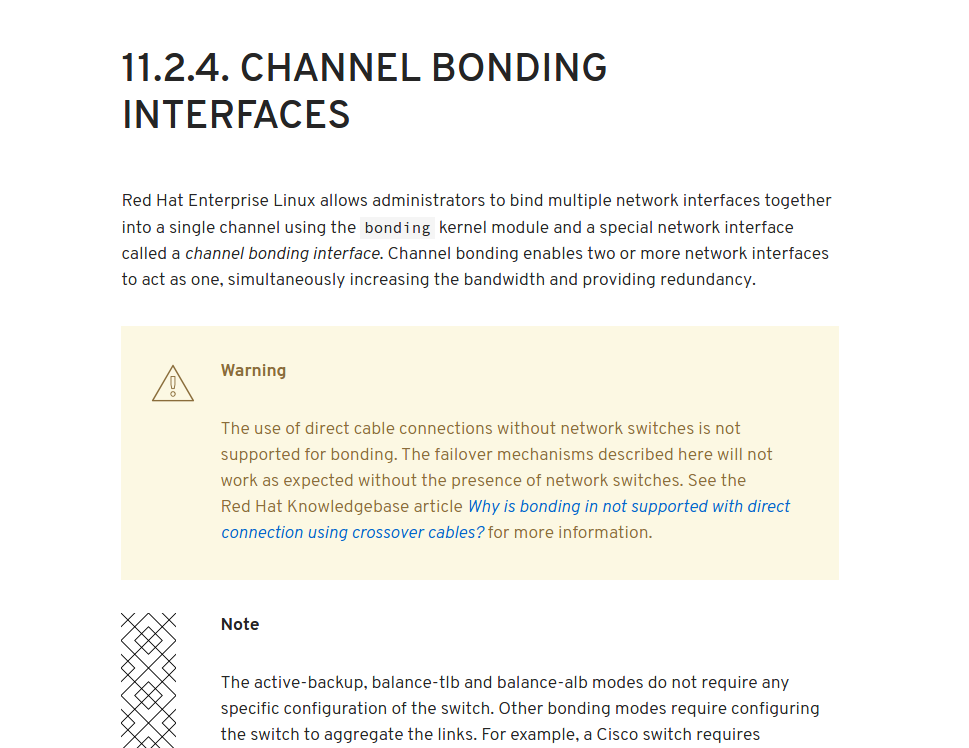 11.2.4. CHANNEL BONDING
INTERFACES
Red Hat Enterprise Linux allows administrators to bind multiple network interfaces together
into a single channel using the bonding kernel module and a special network interface
called a channel bonding interface. Channel bonding enables two or more network interfaces
to act as one, simultaneously increasing the bandwidth and providing redundancy.
Warning
The use of direct cable connections without network switches is not
supported for bonding. The failover mechanisms described here will not
work as expected without the presence of network switches. See the
Red Hat Knowledgebase article Why is bonding in not supported with direct
connection using crossover cables? for more information.
Note
The active-backup, balance-tlb and balance-alb modes do not require any
specific configuration of the switch. Other bonding modes require configuring
the switch to aggregate the links. For example, a Cisco switch requires